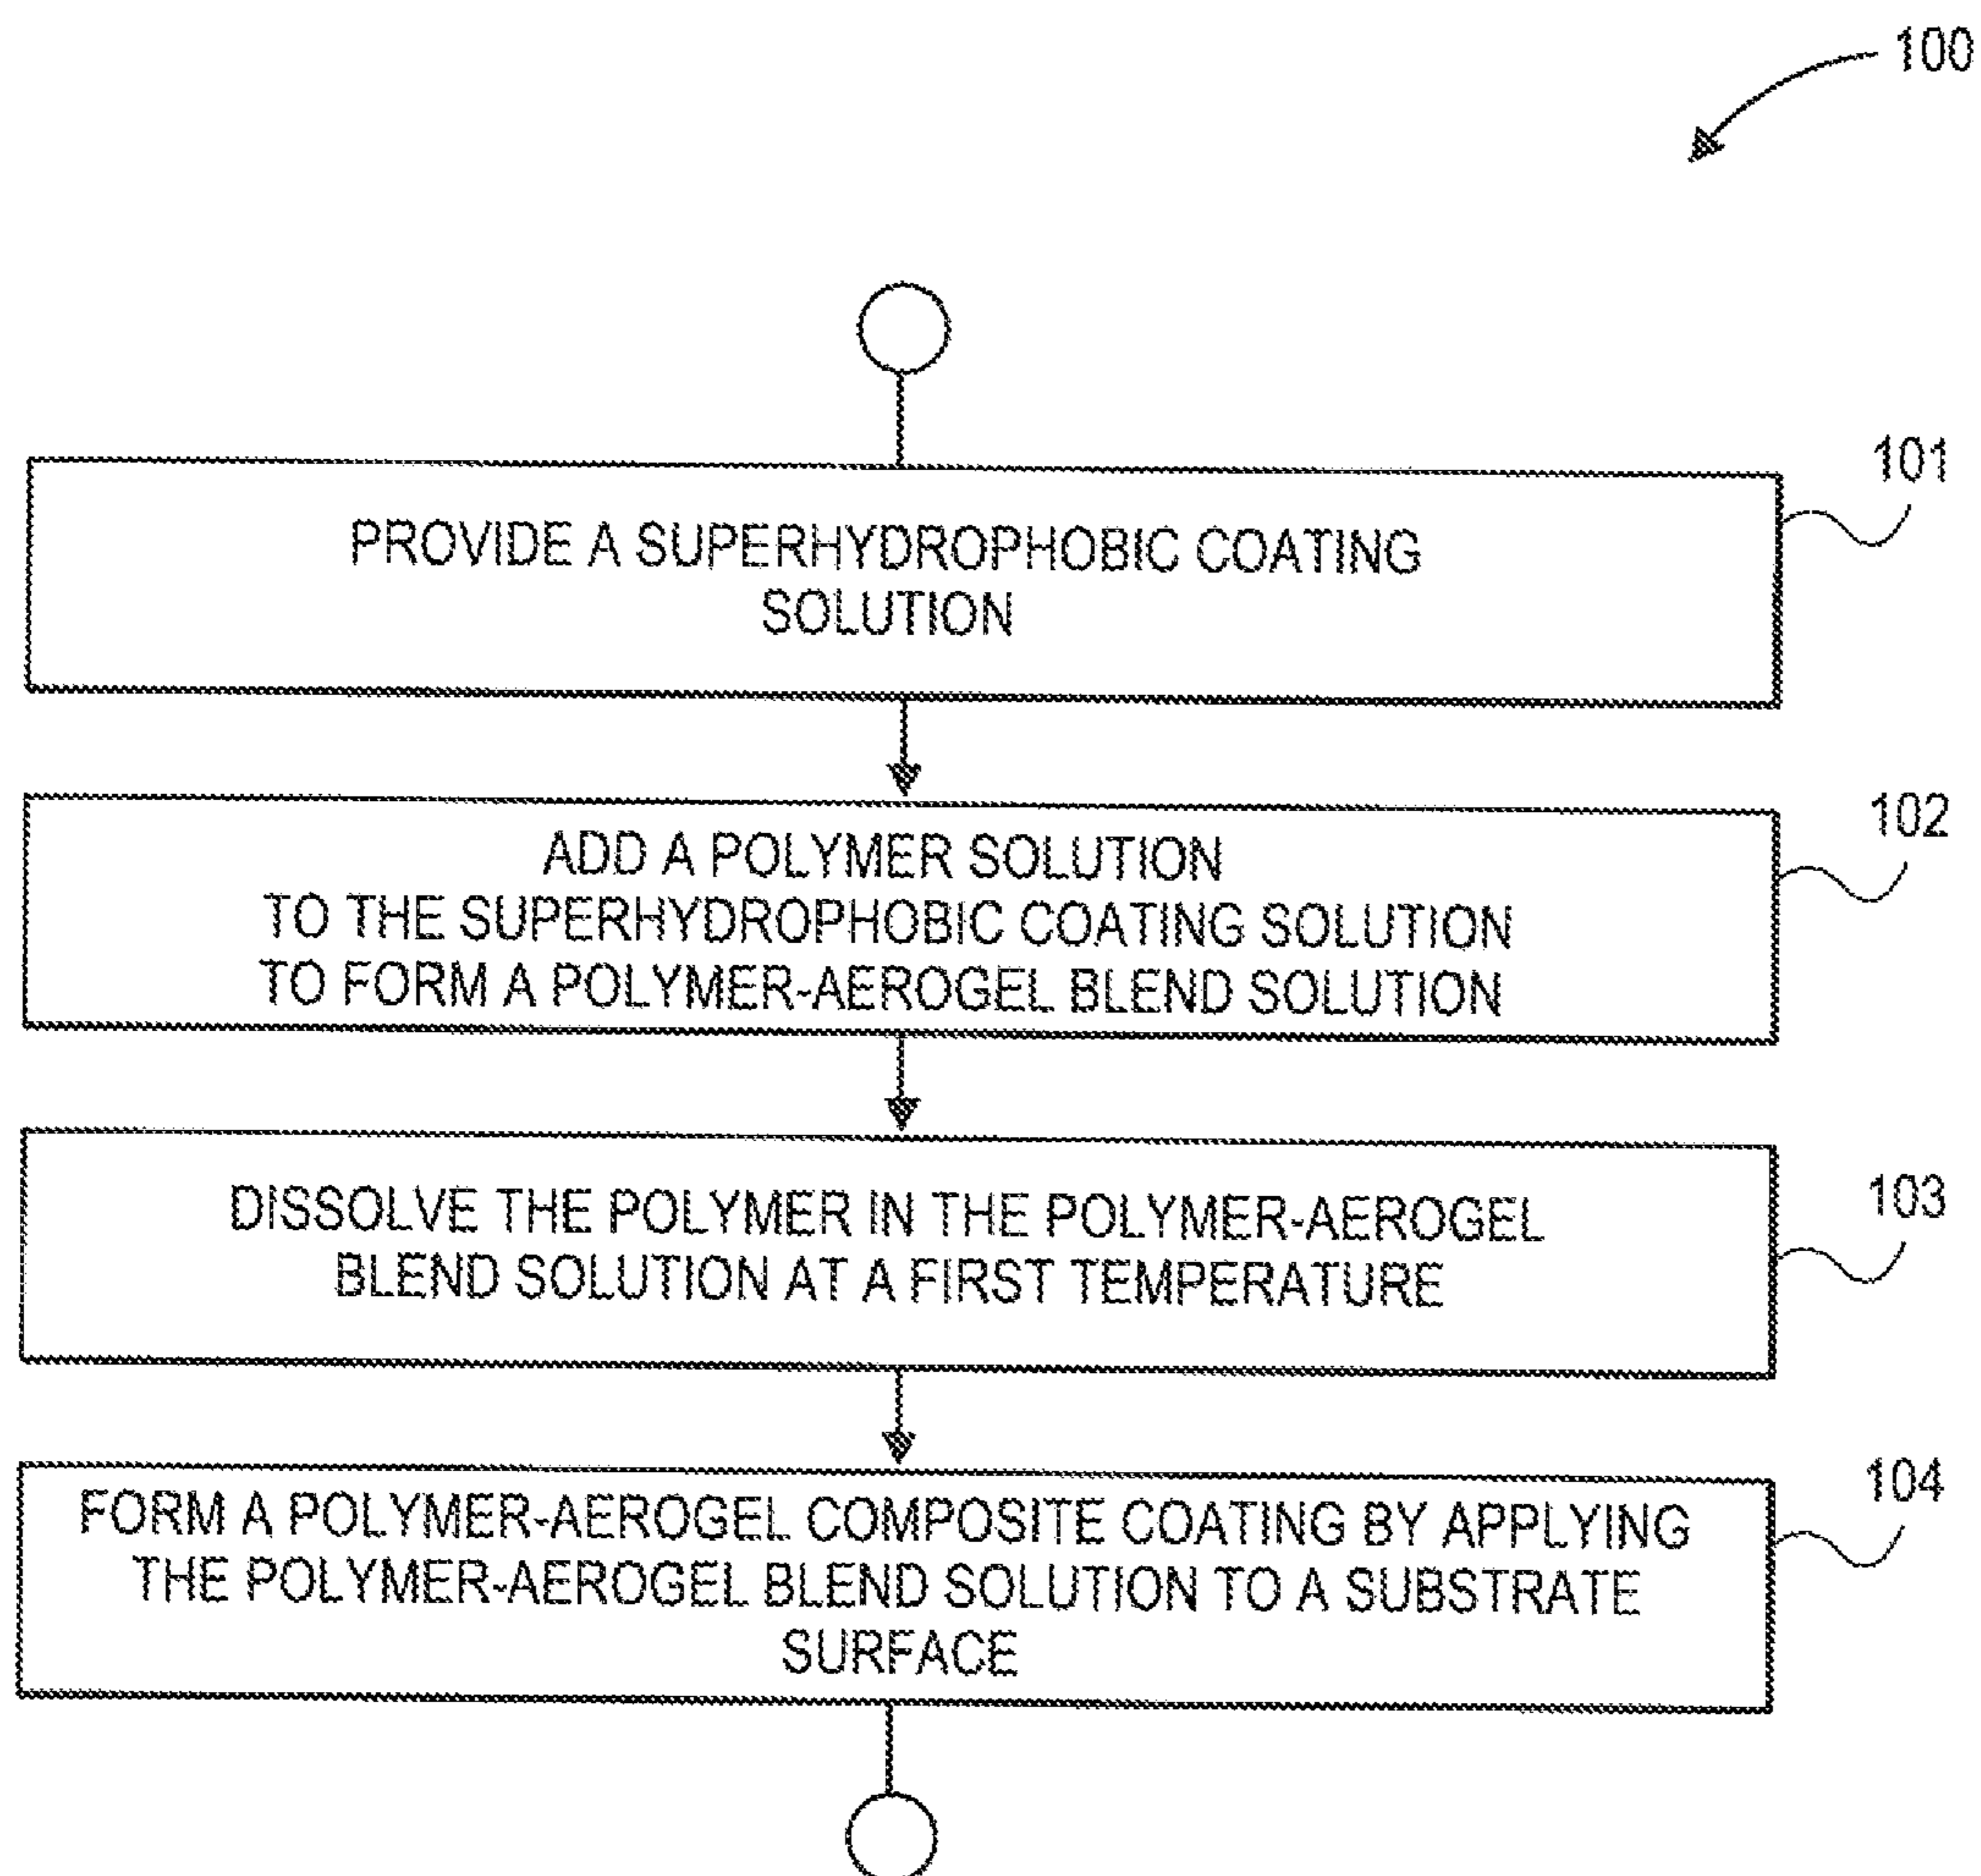 100
101
PROVIDE A SUPERHYDROPHOBIC COATING
SOLUTION
102
ADD A POLYMER SOLUTION
TO THE SUPERHYDROPHOBIC COATING SOLUTION
TO FORM A POLYMER-AEROGEL BLEND SOLUTION
103
DISSOLVE THE POLYMER IN THE POLYMER-AEROGEL
BLEND SOLUTION AT A FIRST TEMPERATURE
104
FORM A POLYMER-AEROGEL COMPOSITE COATING BY APPLYING
THE POLYMER-AEROGEL BLEND SOLUTION TO A SUBSTRATE
SURFACE